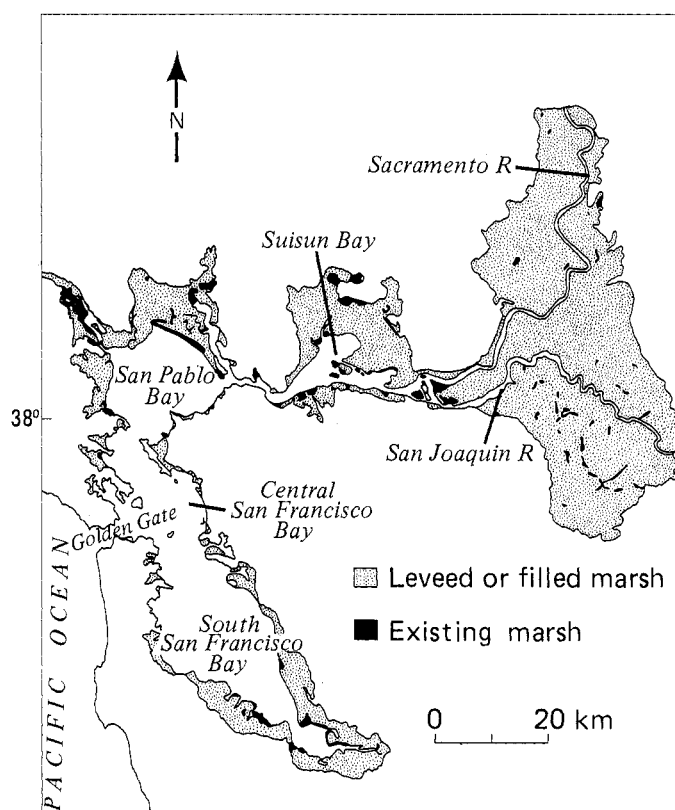 N
Sacramento R
Suisun Bay
San Pablo
Bay
38°
San Joaquin R
Central
San Francisco
Bay
Golden Gate
PACIFIC OCEAN
Leveed or filled marsh
South
San Francisco
Bay
Existing marsh
0 20 km